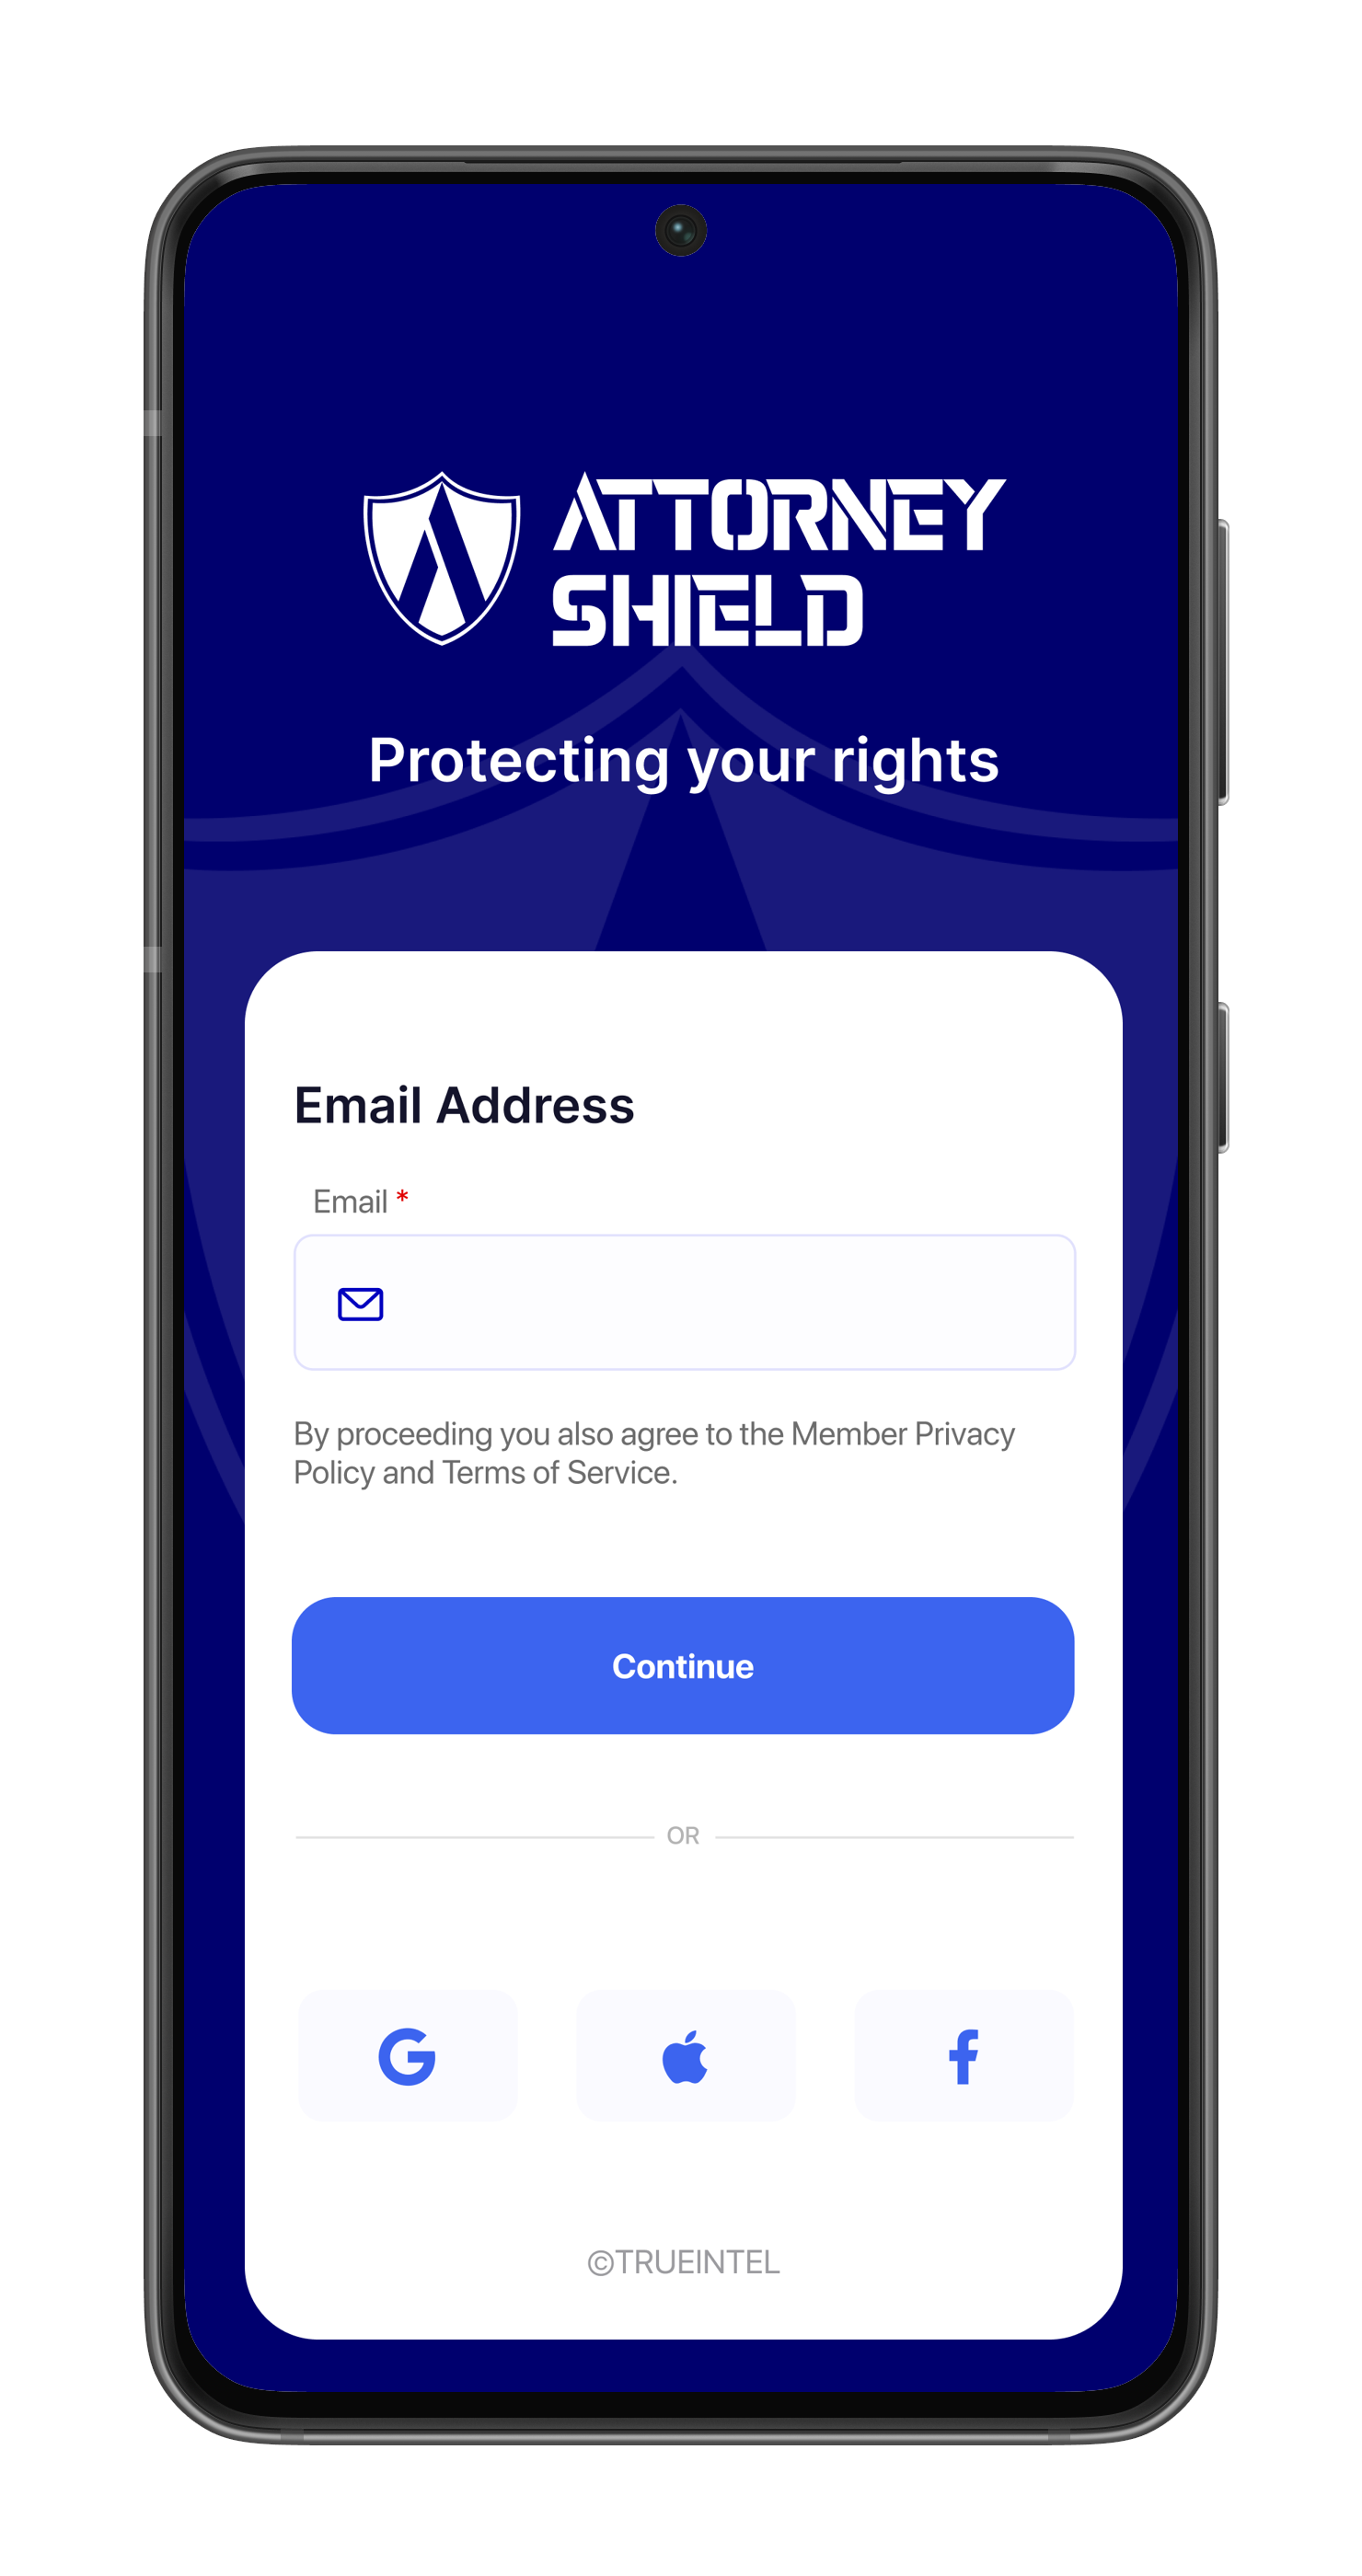 ATTORNEY
SHIELD
Protecting your rights
Email Address
Email *
By proceeding you also agree to the Member Privacy
Policy and Terms of Service.
Continue
OR
©TRUEINTEL